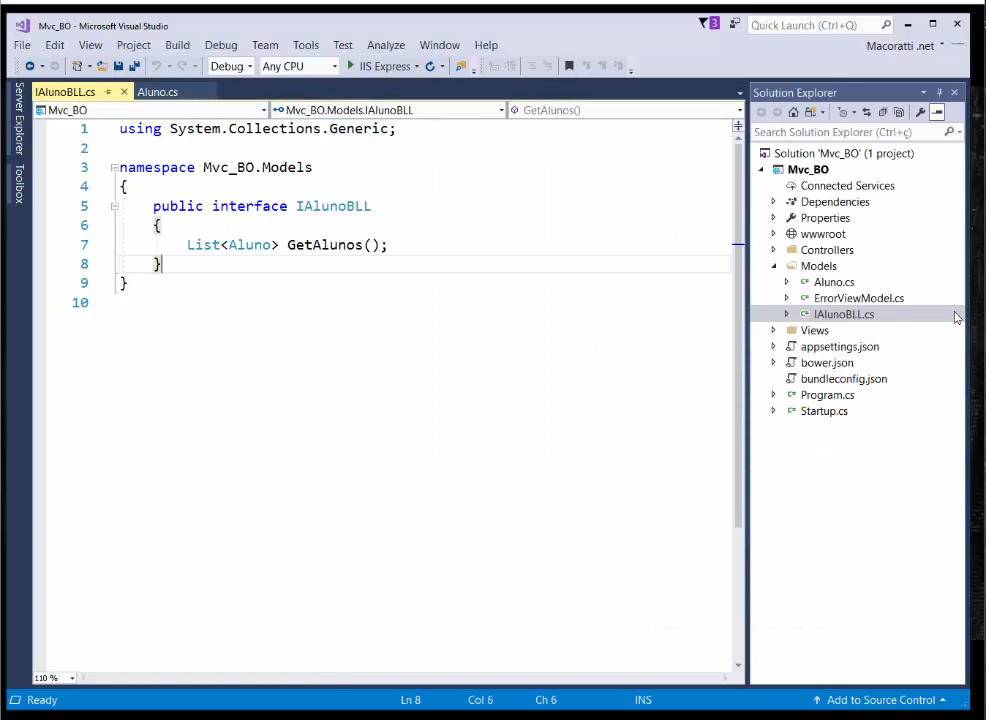 Mvc_BO - Microsoft Visual Studio
3
Quick Launch (Ctrl+Q)
File Edit View Project Build Debug Team Tools Test Analyze Window Help
Macoratti .net
Debug Any CPU IIS Express
Server Explorer
Toolbox
IAlunoBLL.cs Aluno.cs
Mvc_BO Mvc_BO.Models.IAlunoBLL GetAlunos()
1 using System.Collections.Generic;
2
3 namespace Mvc_BO.Models
4 {
5 public interface IAlunoBLL
6 {
7 List<Aluno> GetAlunos();
8 }
9 }
10
110 %
Solution Explorer
Search Solution Explorer (Ctrl+ç)
Solution 'Mvc_BO' (1 project)
Mvc_BO
Connected Services
Dependencies
Properties
wwwroot
Controllers
Models
Aluno.cs
ErrorViewModel.cs
IAlunoBLL.cs
Views
appsettings.json
bower.json
bundleconfig.json
Program.cs
Startup.cs
Ready Ln 8 Col 6 Ch 6 INS Add to Source Control